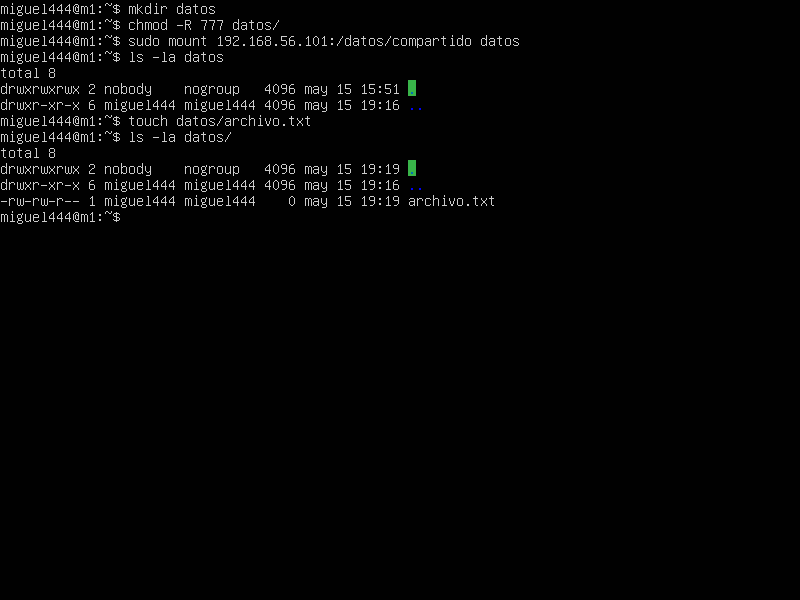 miguel444@m1:~$ mkdir datos
miguel444@m1:~$ chmod -R 777 datos/
miguel444@m1:~$ sudo mount 192.168.56.101:/datos/compartido datos
miguel444@m1:~$ ls -la datos
total 8
drwxrwxrwx 2 nobody    nogroup   4096 may 15 15:51 .
drwxr-xr-x 6 miguel444 miguel444 4096 may 15 19:16 ..
miguel444@m1:~$ touch datos/archivo.txt
miguel444@m1:~$ ls -la datos/
total 8
drwxrwxrwx 2 nobody    nogroup   4096 may 15 19:19 .
drwxr-xr-x 6 miguel444 miguel444 4096 may 15 19:16 ..
-rw-rw-r-- 1 miguel444 miguel444    0 may 15 19:19 archivo.txt
miguel444@m1:~$